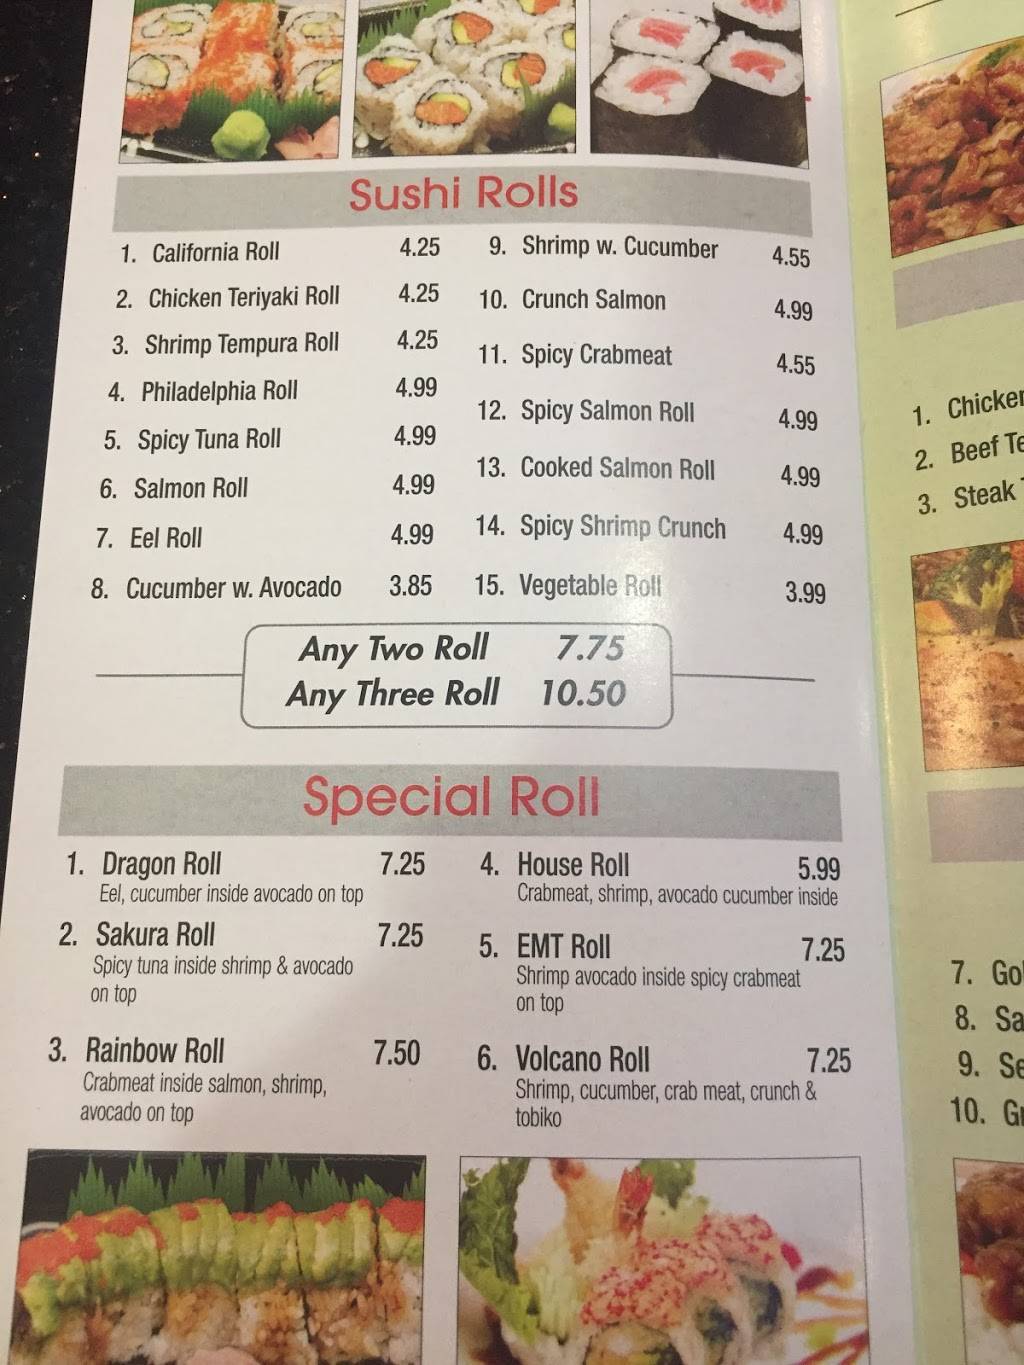 Sushi Rolls
1. California Roll 4.25
2. Chicken Teriyaki Roll 4.25
3. Shrimp Tempura Roll 4.25
4. Philadelphia Roll 4.99
5. Spicy Tuna Roll 4.99
6. Salmon Roll 4.99
7. Eel Roll 4.99
8. Cucumber w. Avocado 3.85
9. Shrimp w. Cucumber 4.55
10. Crunch Salmon 4.99
11. Spicy Crabmeat 4.55
12. Spicy Salmon Roll 4.99
13. Cooked Salmon Roll 4.99
14. Spicy Shrimp Crunch 4.99
15. Vegetable Roll 3.99
Any Two Roll 7.75
Any Three Roll 10.50
Special Roll
1. Dragon Roll 7.25
Eel, cucumber inside avocado on top
2. Sakura Roll 7.25
Spicy tuna inside shrimp & avocado
on top
3. Rainbow Roll 7.50
Crabmeat inside salmon, shrimp,
avocado on top
4. House Roll 5.99
Crabmeat, shrimp, avocado cucumber inside
5. EMT Roll 7.25
Shrimp avocado inside spicy crabmeat
on top
6. Volcano Roll 7.25
Shrimp, cucumber, crab meat, crunch &
tobiko
1. Chicken
2. Beef
3. Steak
7.
8.
9.
10.